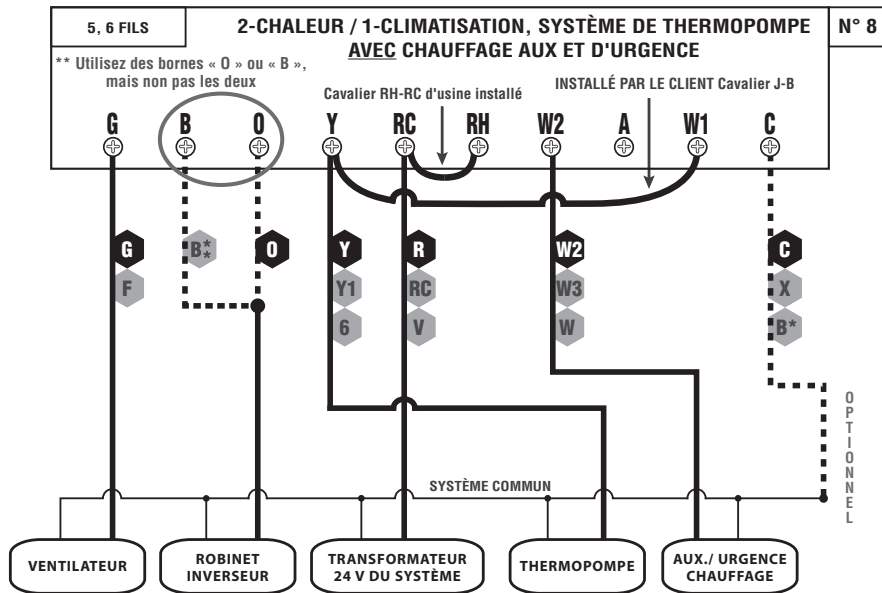 5, 6 FILS
2-CHALEUR / 1-CLIMATISATION, SYSTÈME DE THERMOPOMPE
AVEC CHAUFFAGE AUX ET D'URGENCE
N° 8
** Utilisez des bornes « O » ou « B »,
mais non pas les deux
Cavalier RH-RC d'usine installé
INSTALLÉ PAR LE CLIENT Cavalier J-B
G B O Y RC RH W2 A W1 C
G B** O Y R W2 C
F Y1 RC W3 X
6 V W B*
OPTIONNEL
SYSTÈME COMMUN
VENTILATEUR
ROBINET
INVERSEUR
TRANSFORMATEUR
24 V DU SYSTÈME
THERMOPOMPE
AUX./ URGENCE
CHAUFFAGE